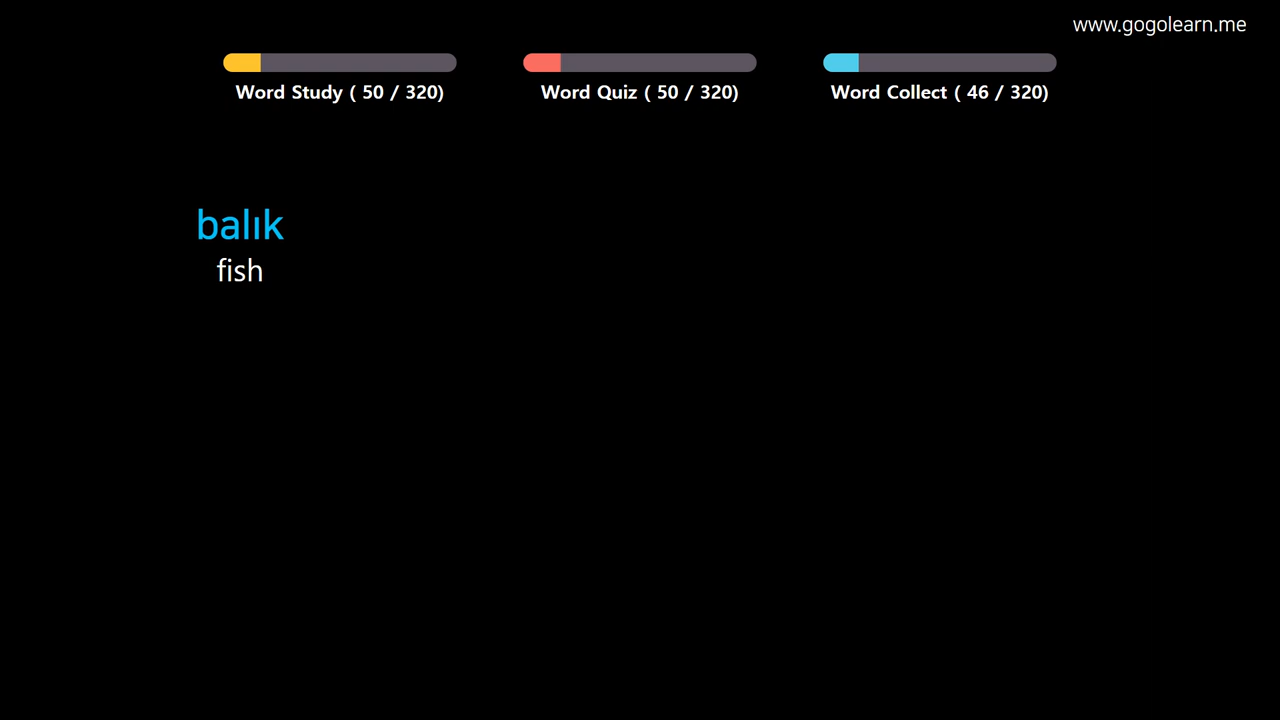 www.gogolearn.me
Word Study ( 50 / 320)
Word Quiz ( 50 / 320)
Word Collect ( 46 / 320)
balık
fish